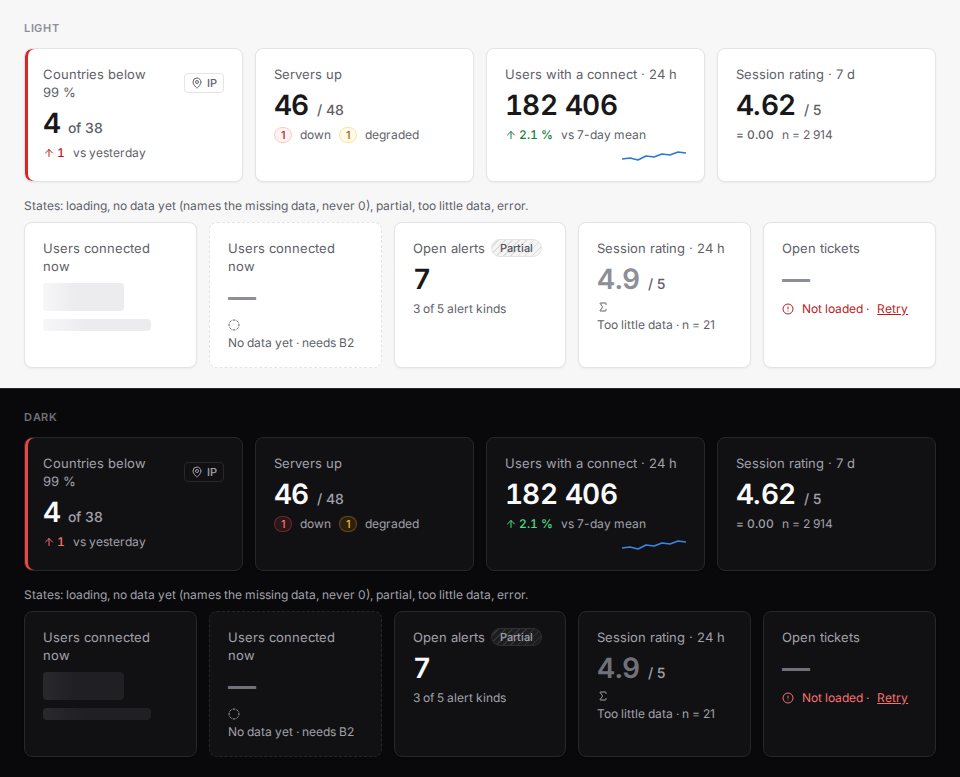 LIGHT
Countries below
99 %
IP
4 of 38
↑ 1 vs yesterday
Servers up
46 / 48
1 down 1 degraded
Users with a connect · 24 h
182 406
↑ 2.1 % vs 7-day mean
Session rating · 7 d
4.62 / 5
= 0.00 n = 2 914
States: loading, no data yet (names the missing data, never 0), partial, too little data, error.
Users connected
now
Users connected
now
—
No data yet · needs B2
Open alerts Partial
7
3 of 5 alert kinds
Session rating · 24 h
4.9 / 5
Σ
Too little data · n = 21
Open tickets
—
Not loaded · Retry
DARK
Countries below
99 %
IP
4 of 38
↑ 1 vs yesterday
Servers up
46 / 48
1 down 1 degraded
Users with a connect · 24 h
182 406
↑ 2.1 % vs 7-day mean
Session rating · 7 d
4.62 / 5
= 0.00 n = 2 914
States: loading, no data yet (names the missing data, never 0), partial, too little data, error.
Users connected
now
Users connected
now
—
No data yet · needs B2
Open alerts Partial
7
3 of 5 alert kinds
Session rating · 24 h
4.9 / 5
Σ
Too little data · n = 21
Open tickets
—
Not loaded · Retry